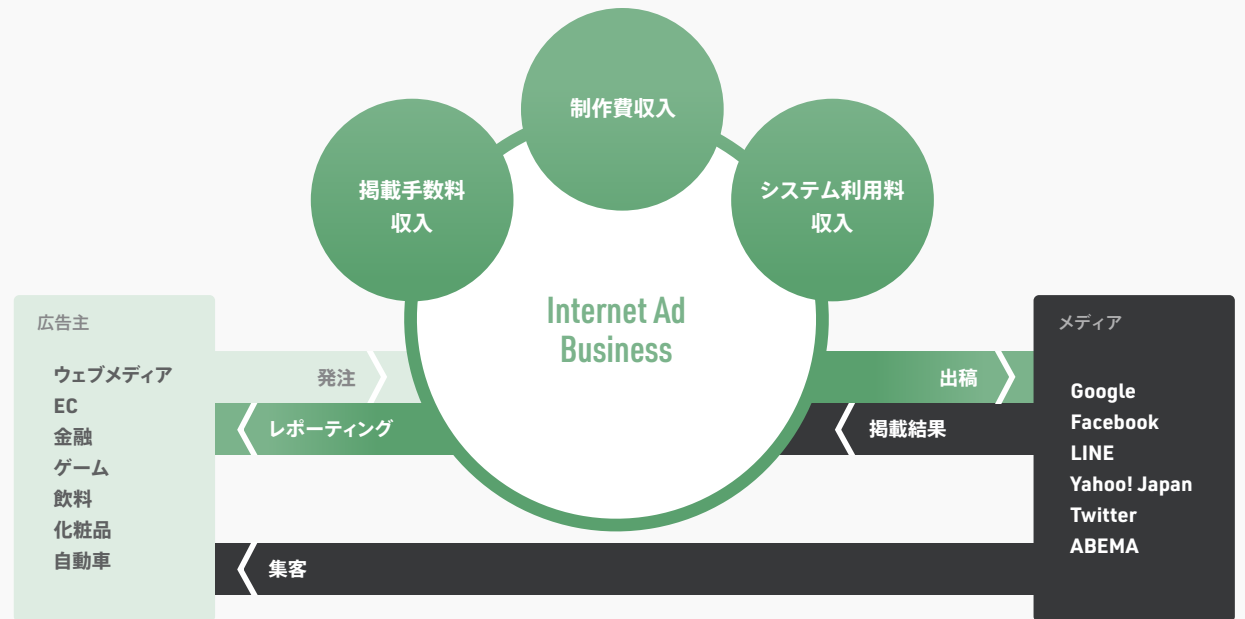 制作費収入
掲載手数料
収入
システム利用料
収入
Internet Ad
Business
広告主
ウェブメディア
EC
金融
ゲーム
飲料
化粧品
自動車
発注
レポーティング
出稿
掲載結果
集客
メディア
Google
Facebook
LINE
Yahoo! Japan
Twitter
ABEMA